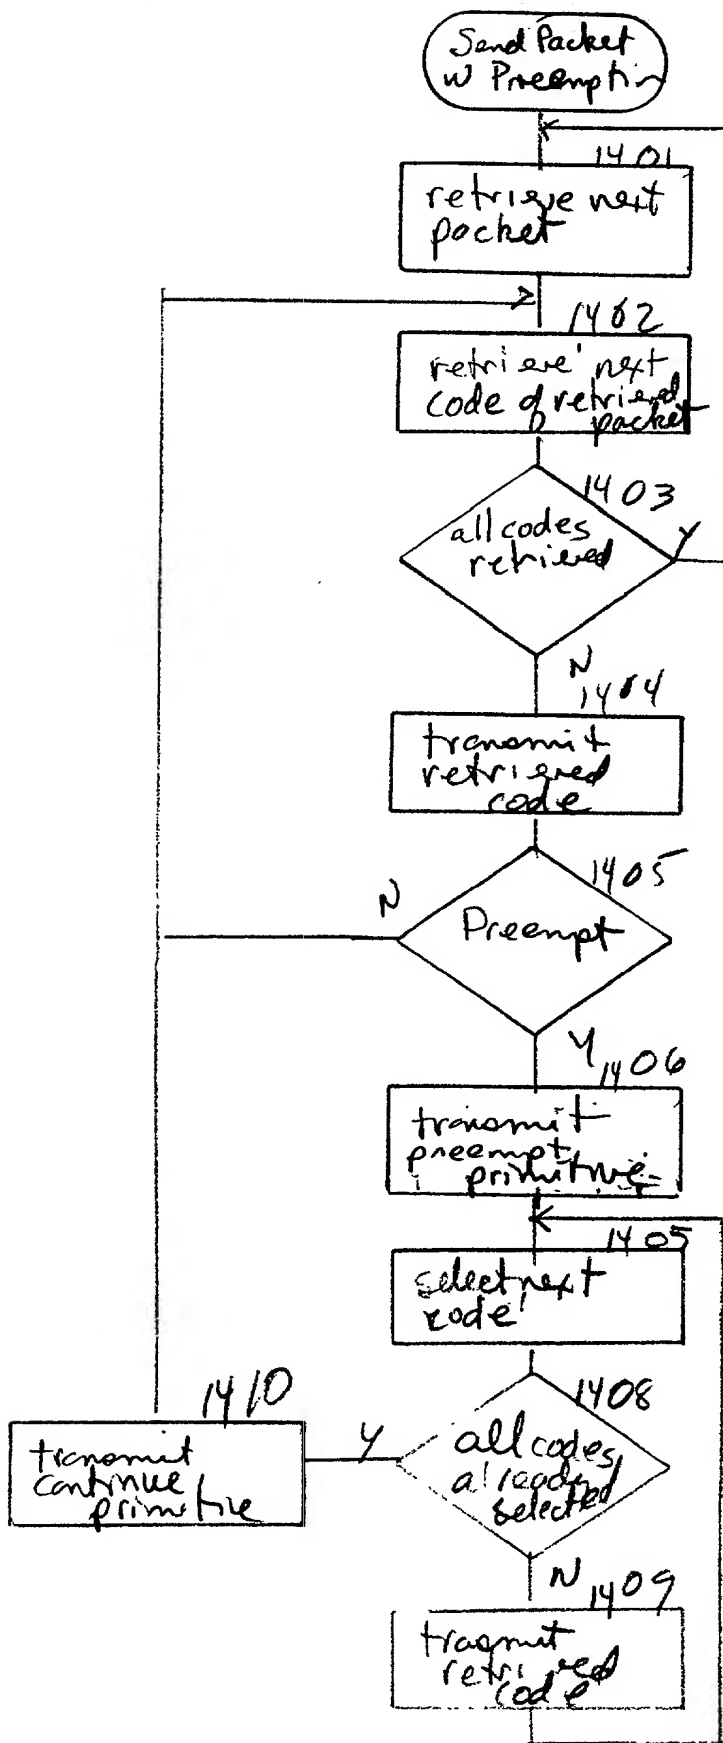 Send Packet
w Preemption
1401
retrieve next
packet
1402
retrieve next
code of retrieved
packet
1403
all codes
retrieved
Y
N
1404
transmit
retrieved
code
1405
Preempt
N
Y
1406
transmit
preempt
primitive
1405
select next
code
1408
all codes
already
selected
Y
1410
transmit
continue
primitive
N
1409
transmit
retrieved
code